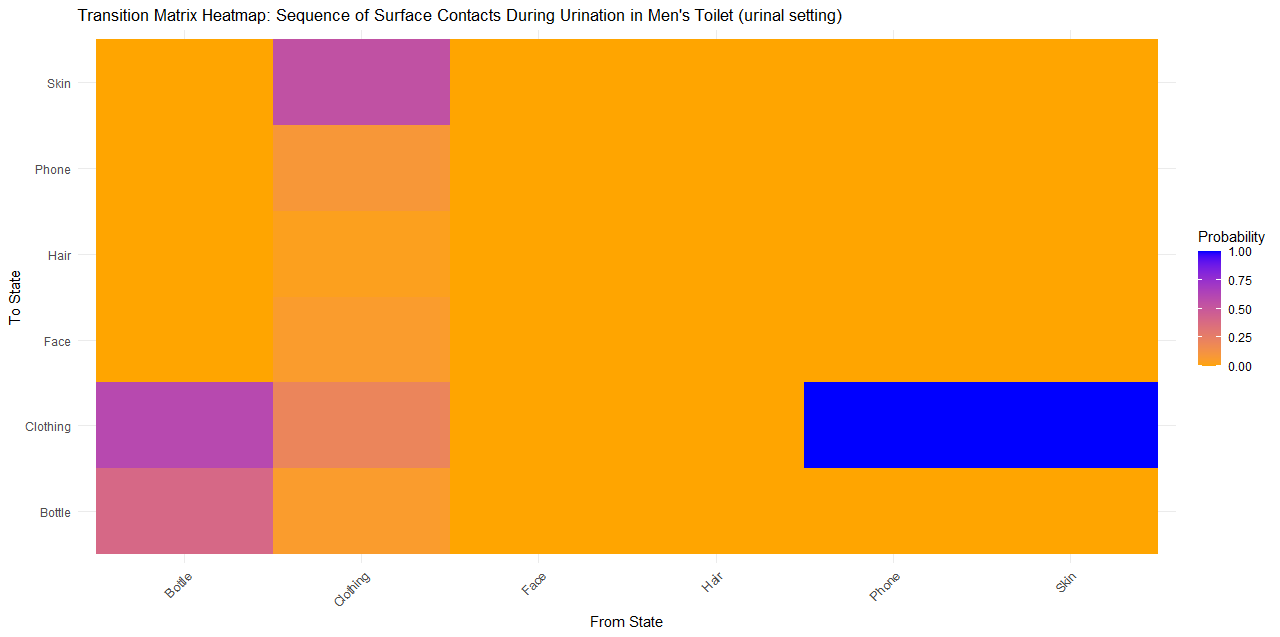 Transition Matrix Heatmap: Sequence of Surface Contacts During Urination in Men's Toilet (urinal setting)
To State
Skin
Phone
Hair
Face
Clothing
Bottle
Bottle
Clothing
Face
Hair
Phone
Skin
From State
Probability
1.00
0.75
0.50
0.25
0.00